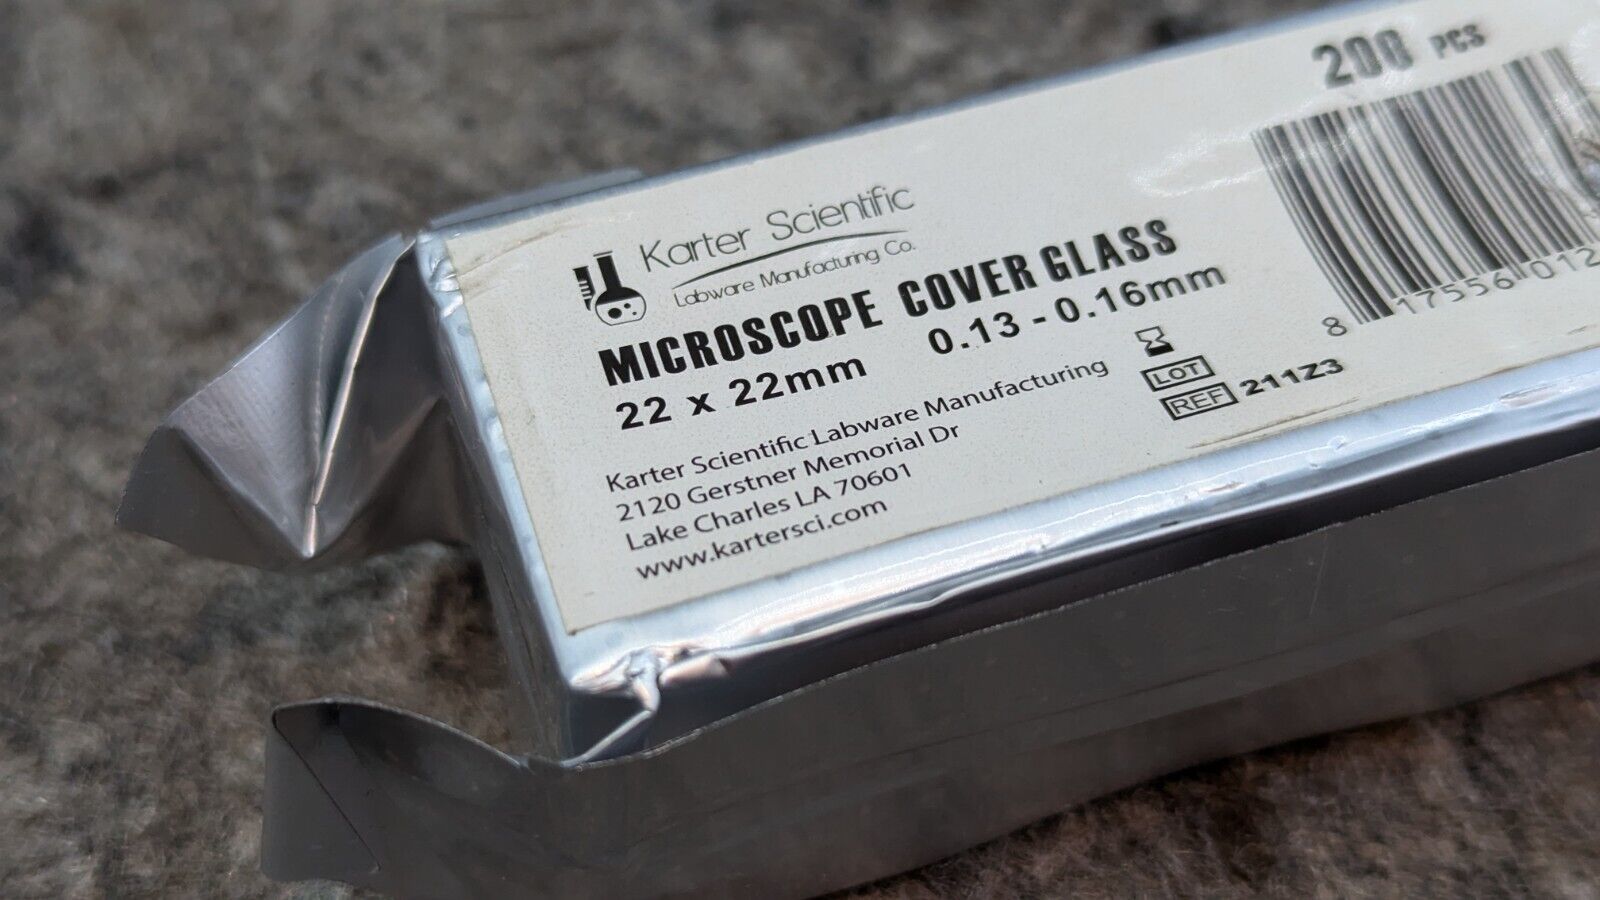 200 PCS
Karter Scientific
Labware Manufacturing Co.
MICROSCOPE COVER GLASS
22 x 22mm 0.13 - 0.16mm
Karter Scientific Labware Manufacturing
2120 Gerstner Memorial Dr
Lake Charles LA 70601
www.kartersci.com
LOT
REF 211Z3
8 17556 012